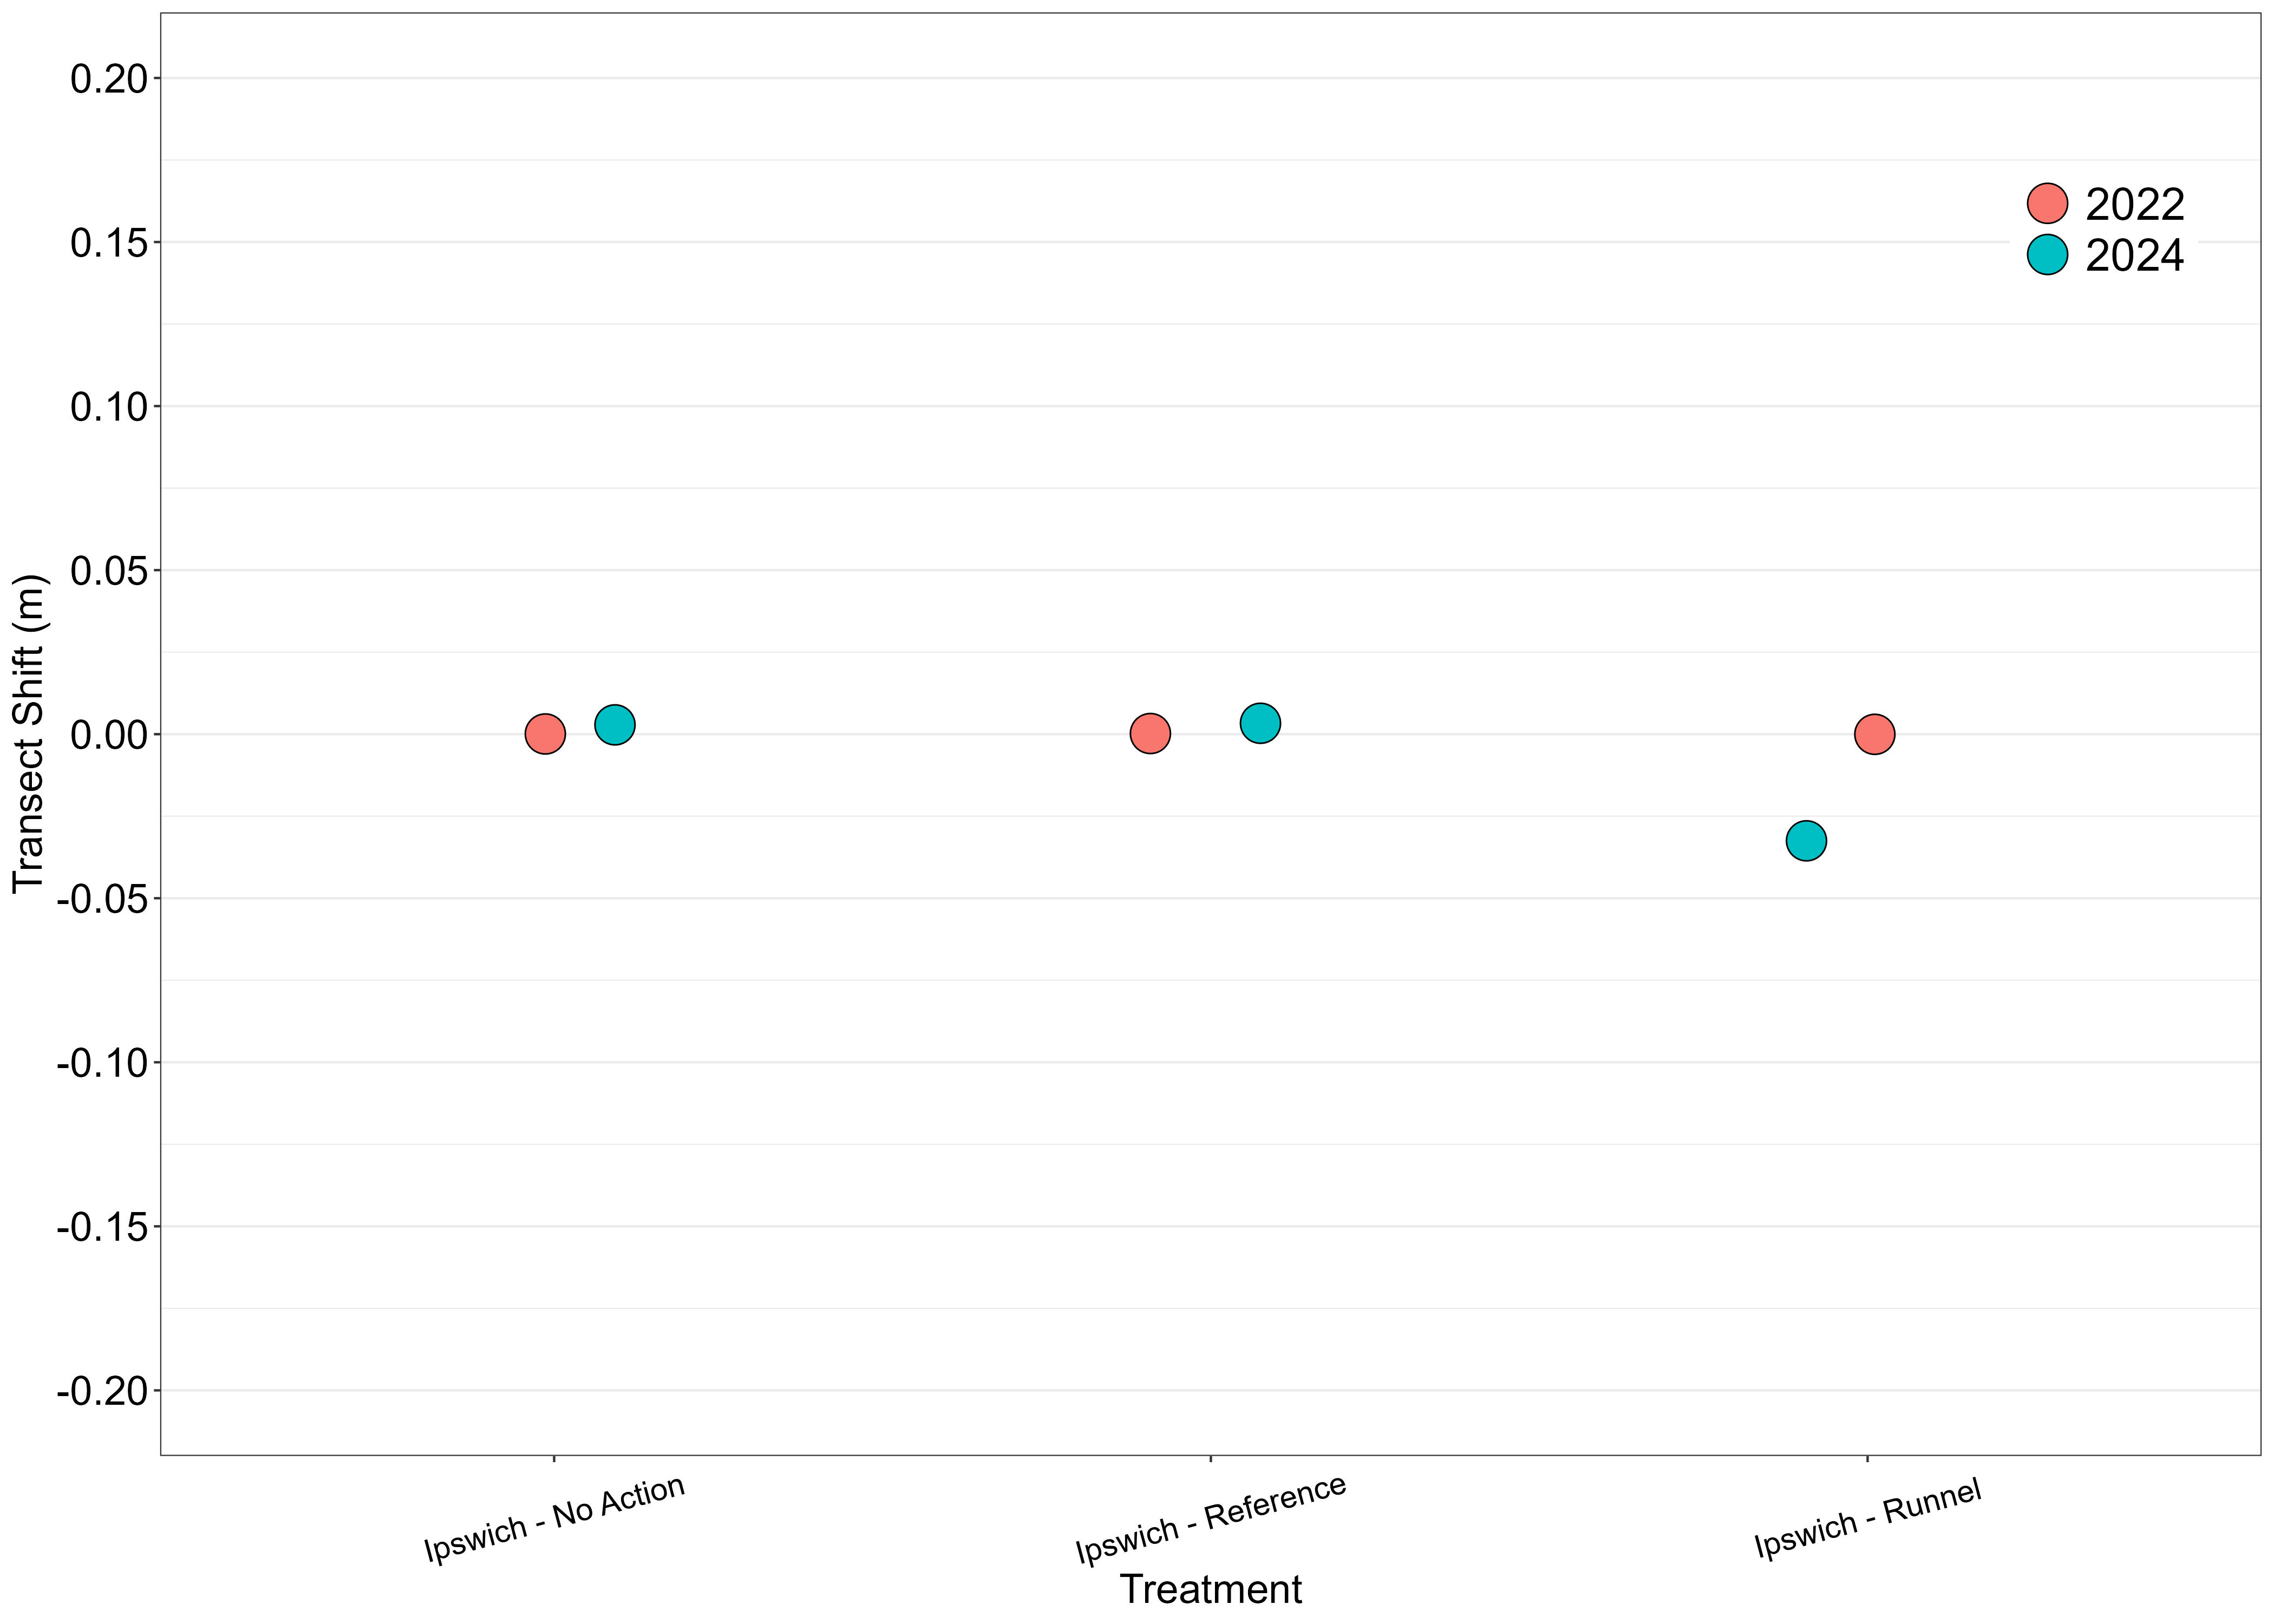 0.20
0.15
0.10
0.05
0.00
-0.05
-0.10
-0.15
-0.20
Transect Shift (m)
2022
2024
Ipswich - No Action
Ipswich - Reference
Ipswich - Runnel
Treatment